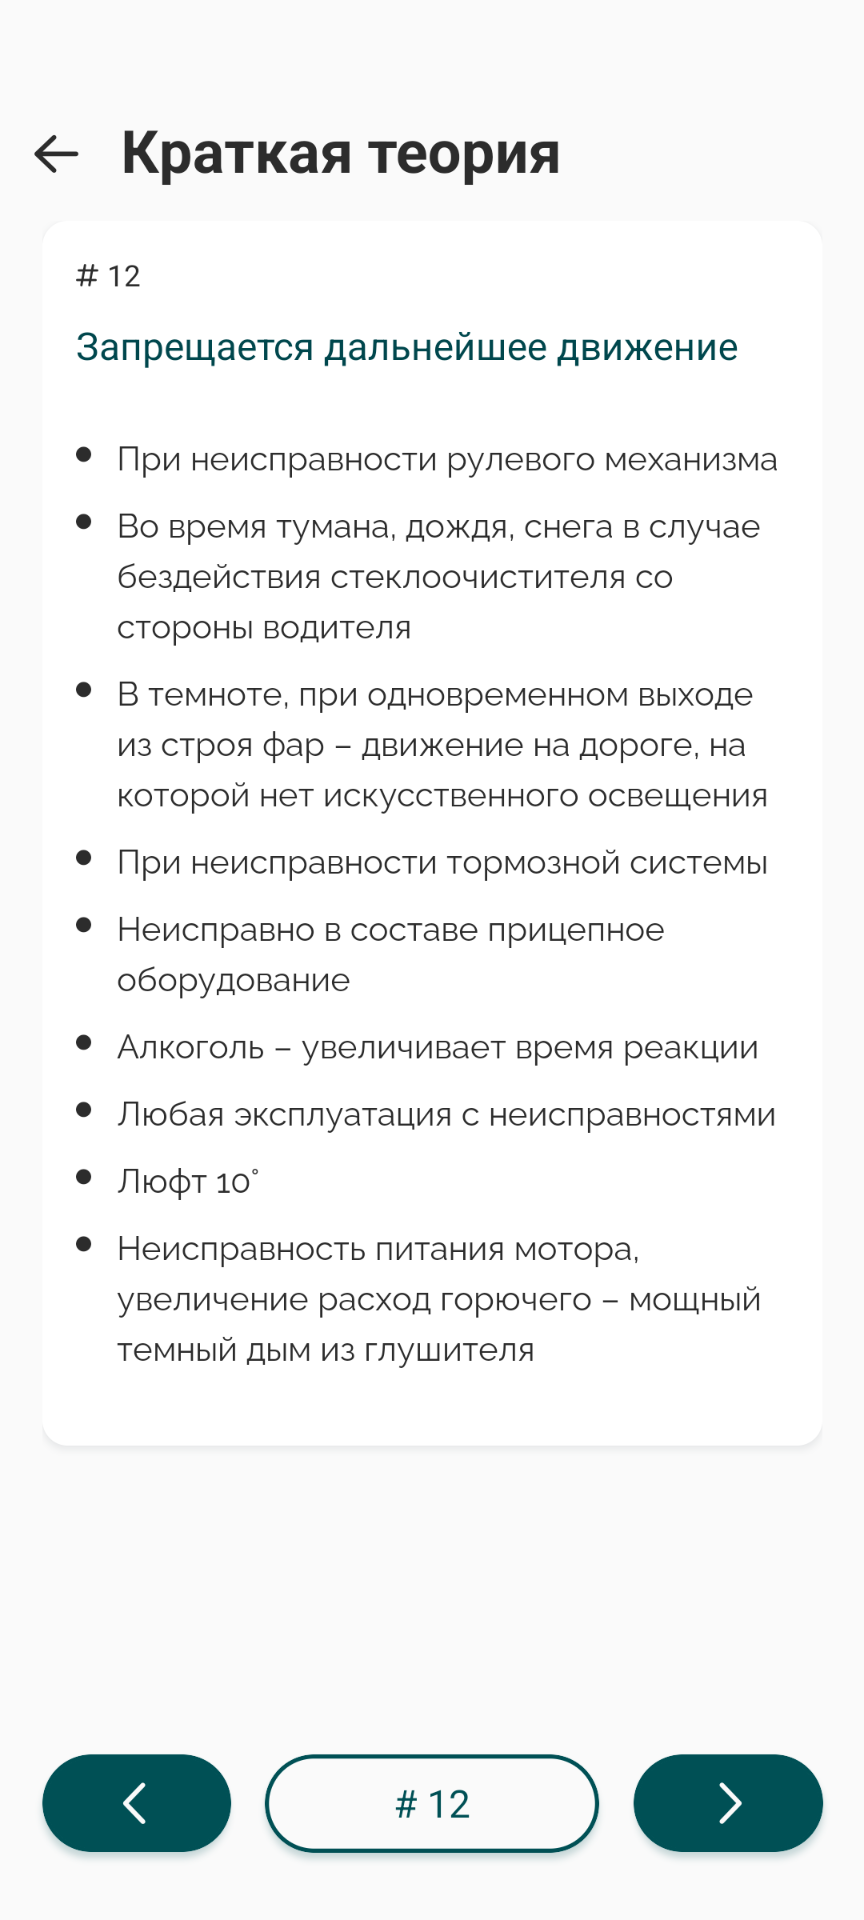 Краткая теория
# 12
Запрещается дальнейшее движение
• При неисправности рулевого механизма
• Во время тумана, дождя, снега в случае
бездействия стеклоочистителя со
стороны водителя
• В темноте, при одновременном выходе
из строя фар – движение на дороге, на
которой нет искусственного освещения
• При неисправности тормозной системы
• Неисправно в составе прицепное
оборудование
• Алкоголь – увеличивает время реакции
• Любая эксплуатация с неисправностями
• Люфт 10°
• Неисправность питания мотора,
увеличение расход горючего – мощный
темный дым из глушителя
# 12